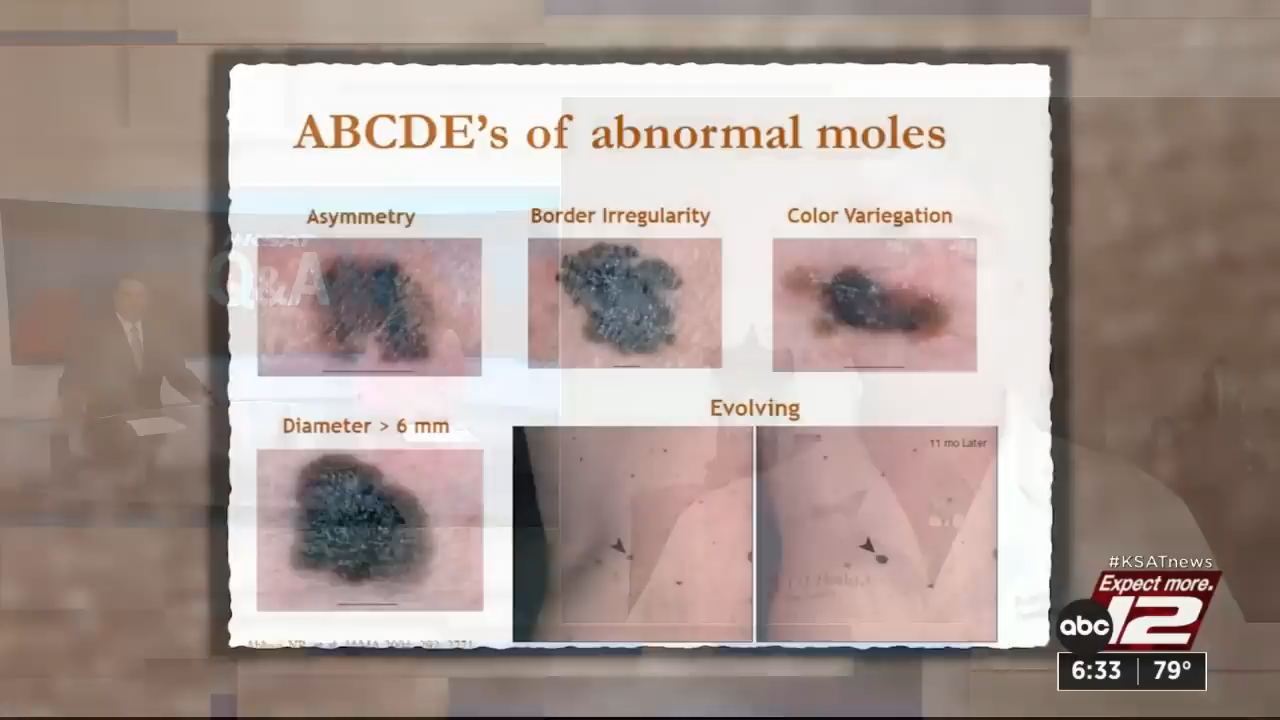 ABCDE's of abnormal moles
Asymmetry
Border Irregularity
Color Variegation
#KSAT
Q&A
Diameter > 6 mm
Evolving
11 mo Later
#KSATnews
Expect more.
abc 12
6:33 79°